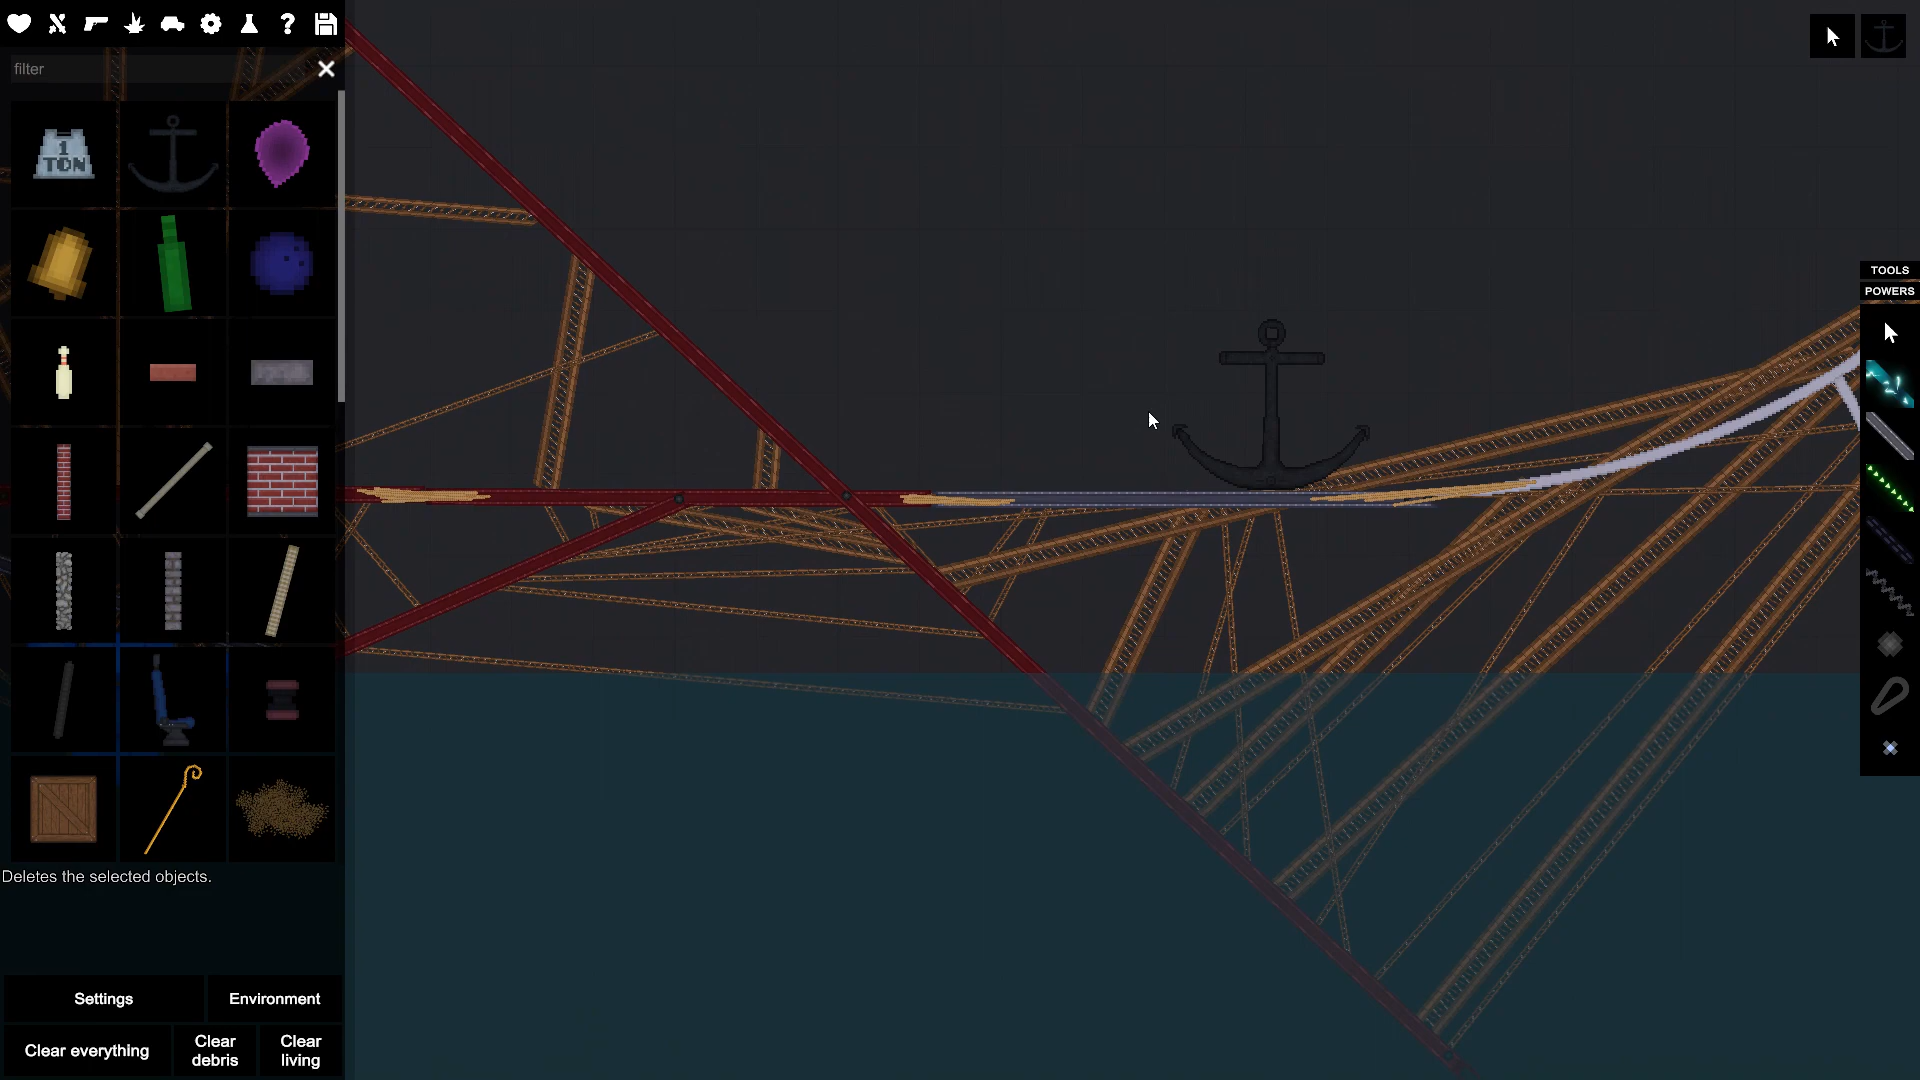 filter
1
TON
TOOLS
POWERS
Deletes the selected objects.
Settings
Environment
Clear everything
Clear
debris
Clear
living